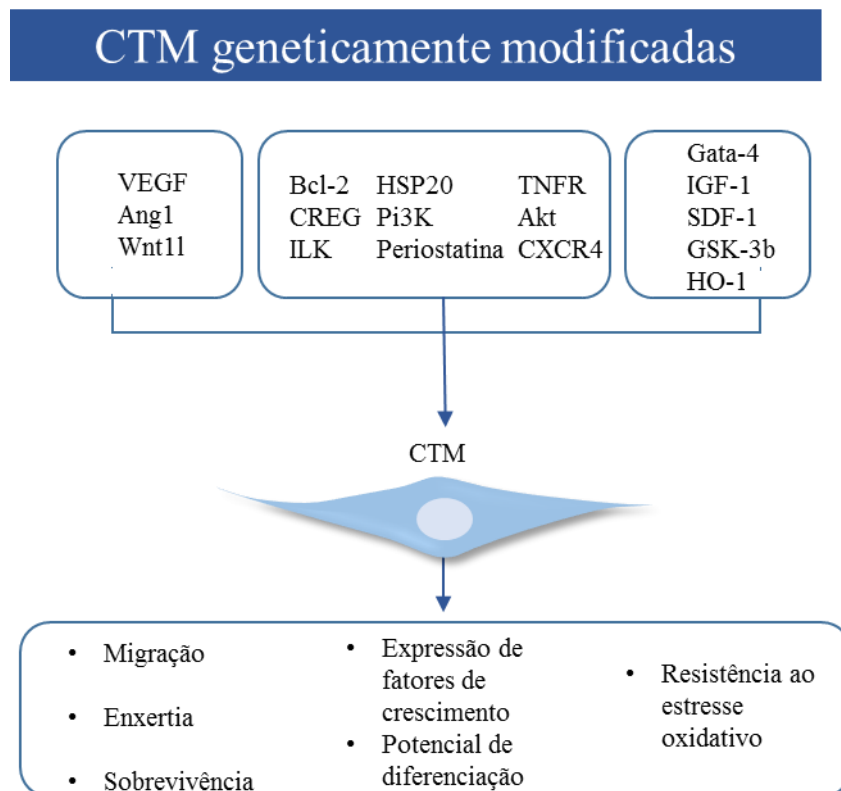 CTM geneticamente modificadas
VEGF
Ang1
Wnt11
Bcl-2 HSP20 TNFR
CREG Pi3K Akt
ILK Periostatina CXCR4
Gata-4
IGF-1
SDF-1
GSK-3b
HO-1
CTM
• Migração
• Enxertia
• Sobrevivência
• Expressão de
fatores de
crescimento
• Potencial de
diferenciação
• Resistência ao
estresse
oxidativo